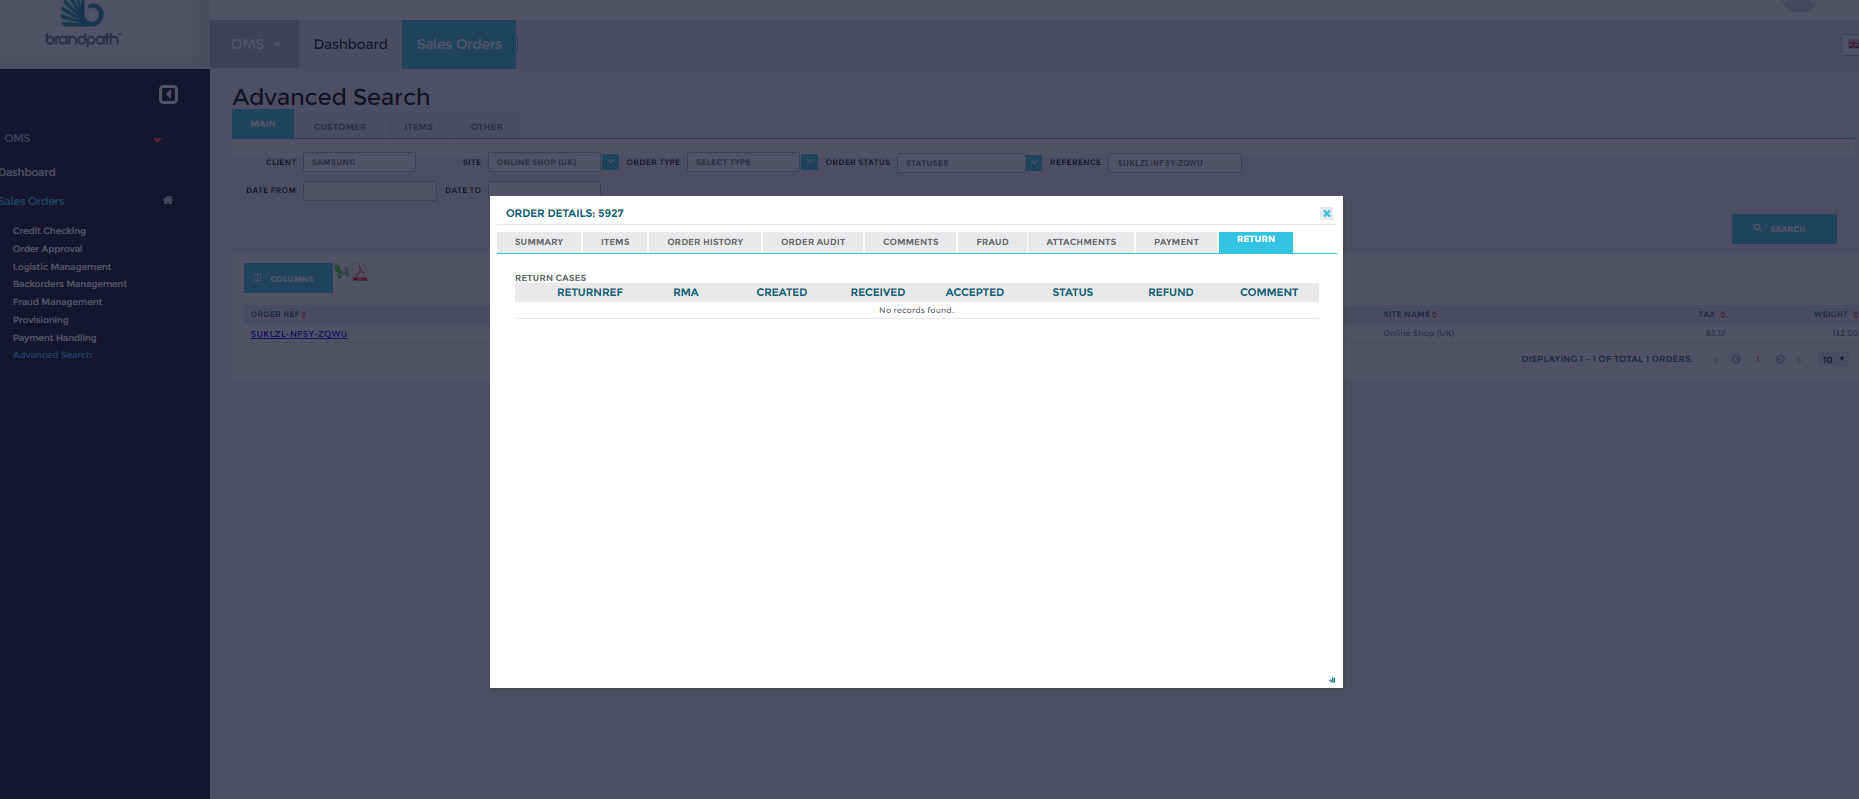 brandpath
OMS
Dashboard
Sales Orders
Advanced Search
MAIN
CUSTOMER
ITEMS
OTHER
CLIENT
SAMSUNG
SITE
ONLINE SHOP (UK)
ORDER TYPE
SELECT TYPE
ORDER STATUS
STATUSES
REFERENCE
SUKLZL-NFSY-ZQWU
DATE FROM
DATE TO
SEARCH
OMS
Dashboard
Sales Orders
Credit Checking
Order Approval
Logistic Management
Backorders Management
Fraud Management
Provisioning
Payment Handling
Advanced Search
COLUMNS
ORDER REF
SITE NAME
TAX
WEIGHT
SUKLZL-NFSY-ZQWU
Online Shop (UK)
83.17
132.00
DISPLAYING 1 - 1 OF TOTAL 1 ORDERS.
1
10
ORDER DETAILS: 5927
SUMMARY
ITEMS
ORDER HISTORY
ORDER AUDIT
COMMENTS
FRAUD
ATTACHMENTS
PAYMENT
RETURN
RETURN CASES
RETURNREF
RMA
CREATED
RECEIVED
ACCEPTED
STATUS
REFUND
COMMENT
No records found.